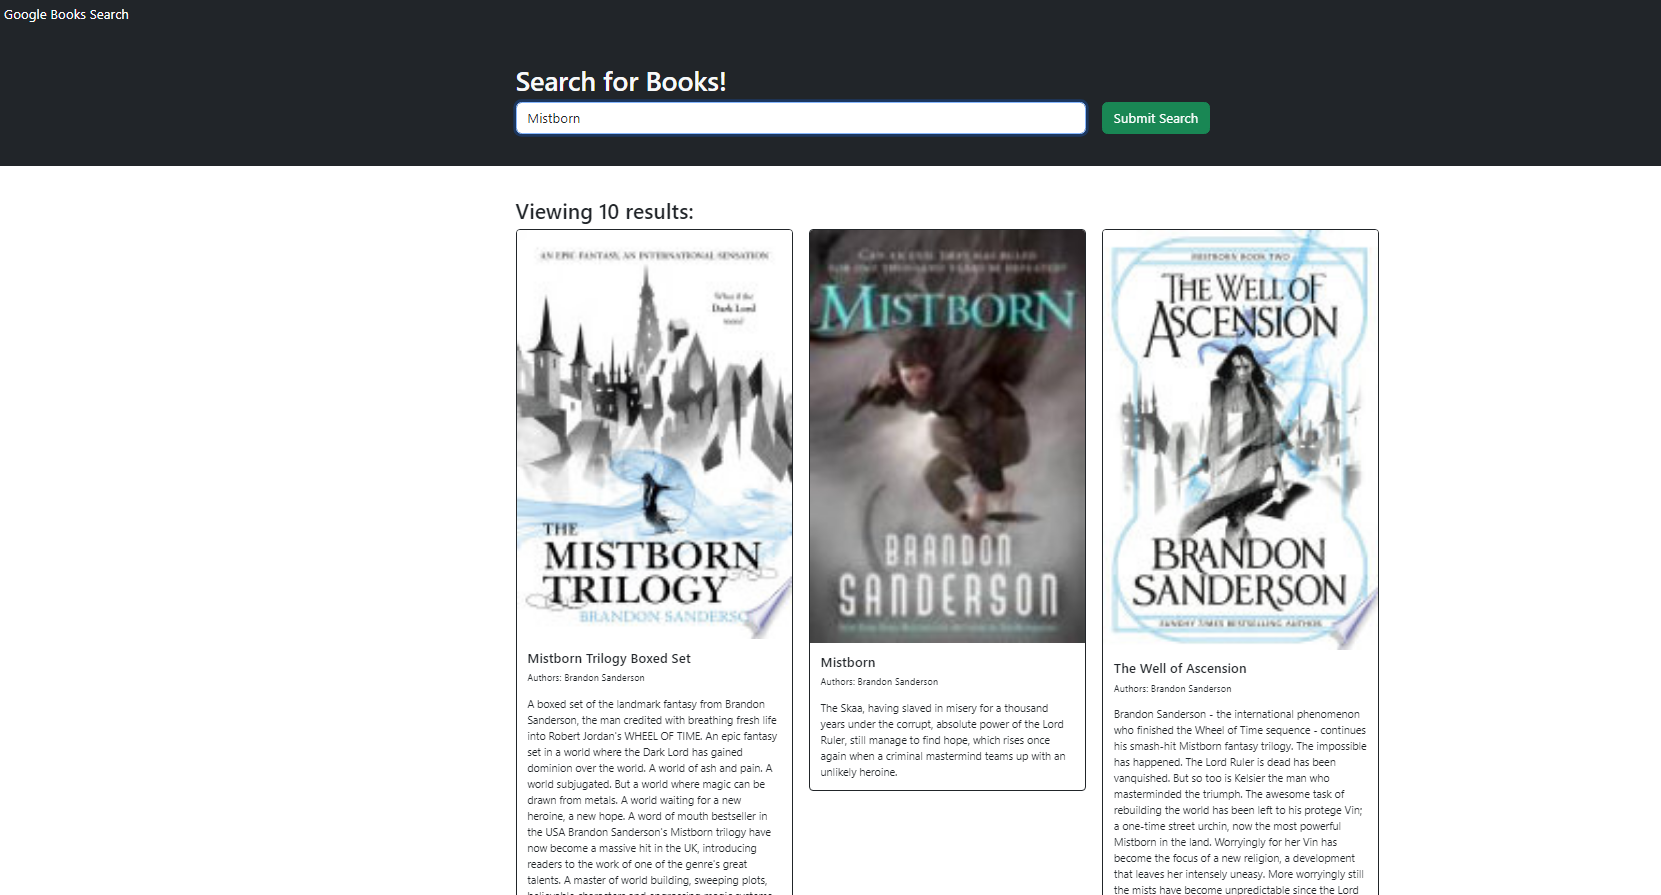 Google Books Search
Search for Books!
Mistborn
Submit Search
Viewing 10 results:
AN EPIC FANTASY, AN INTERNATIONAL SENSATION
What if the
Dark Lord
won?
THE
MISTBORN
TRILOGY
BRANDON SANDERSO
Mistborn Trilogy Boxed Set
Authors: Brandon Sanderson
A boxed set of the landmark fantasy from Brandon
Sanderson, the man credited with breathing fresh life
into Robert Jordan's WHEEL OF TIME. An epic fantasy
set in a world where the Dark Lord has gained
dominion over the world. A world of ash and pain. A
world subjugated. But a world where magic can be
drawn from metals. A world waiting for a new
heroine, a new hope. A word of mouth bestseller in
the USA Brandon Sanderson's Mistborn trilogy have
now become a massive hit in the UK, introducing
readers to the work of one of the genre's great
talents. A master of world building, sweeping plots,
believable characters and engrossing magic systems
MISTBORN
BRANDON
SANDERSON
Mistborn
Authors: Brandon Sanderson
The Skaa, having slaved in misery for a thousand
years under the corrupt, absolute power of the Lord
Ruler, still manage to find hope, which rises once
again when a criminal mastermind teams up with an
unlikely heroine.
MISTBORN BOOK TWO
THE WELL OF
ASCENSION
BRANDON
SANDERSON
SUNDAY TIMES BESTSELLING AUTHOR
The Well of Ascension
Authors: Brandon Sanderson
Brandon Sanderson - the international phenomenon
who finished the Wheel of Time sequence - continues
his smash-hit Mistborn fantasy trilogy. The impossible
has happened. The Lord Ruler is dead has been
vanquished. But so too is Kelsier the man who
masterminded the triumph. The awesome task of
rebuilding the world has been left to his protege Vin;
a one-time street urchin, now the most powerful
Mistborn in the land. Worryingly for her Vin has
become the focus of a new religion, a development
that leaves her intensely uneasy. More worryingly still
the mists have become unpredictable since the Lord